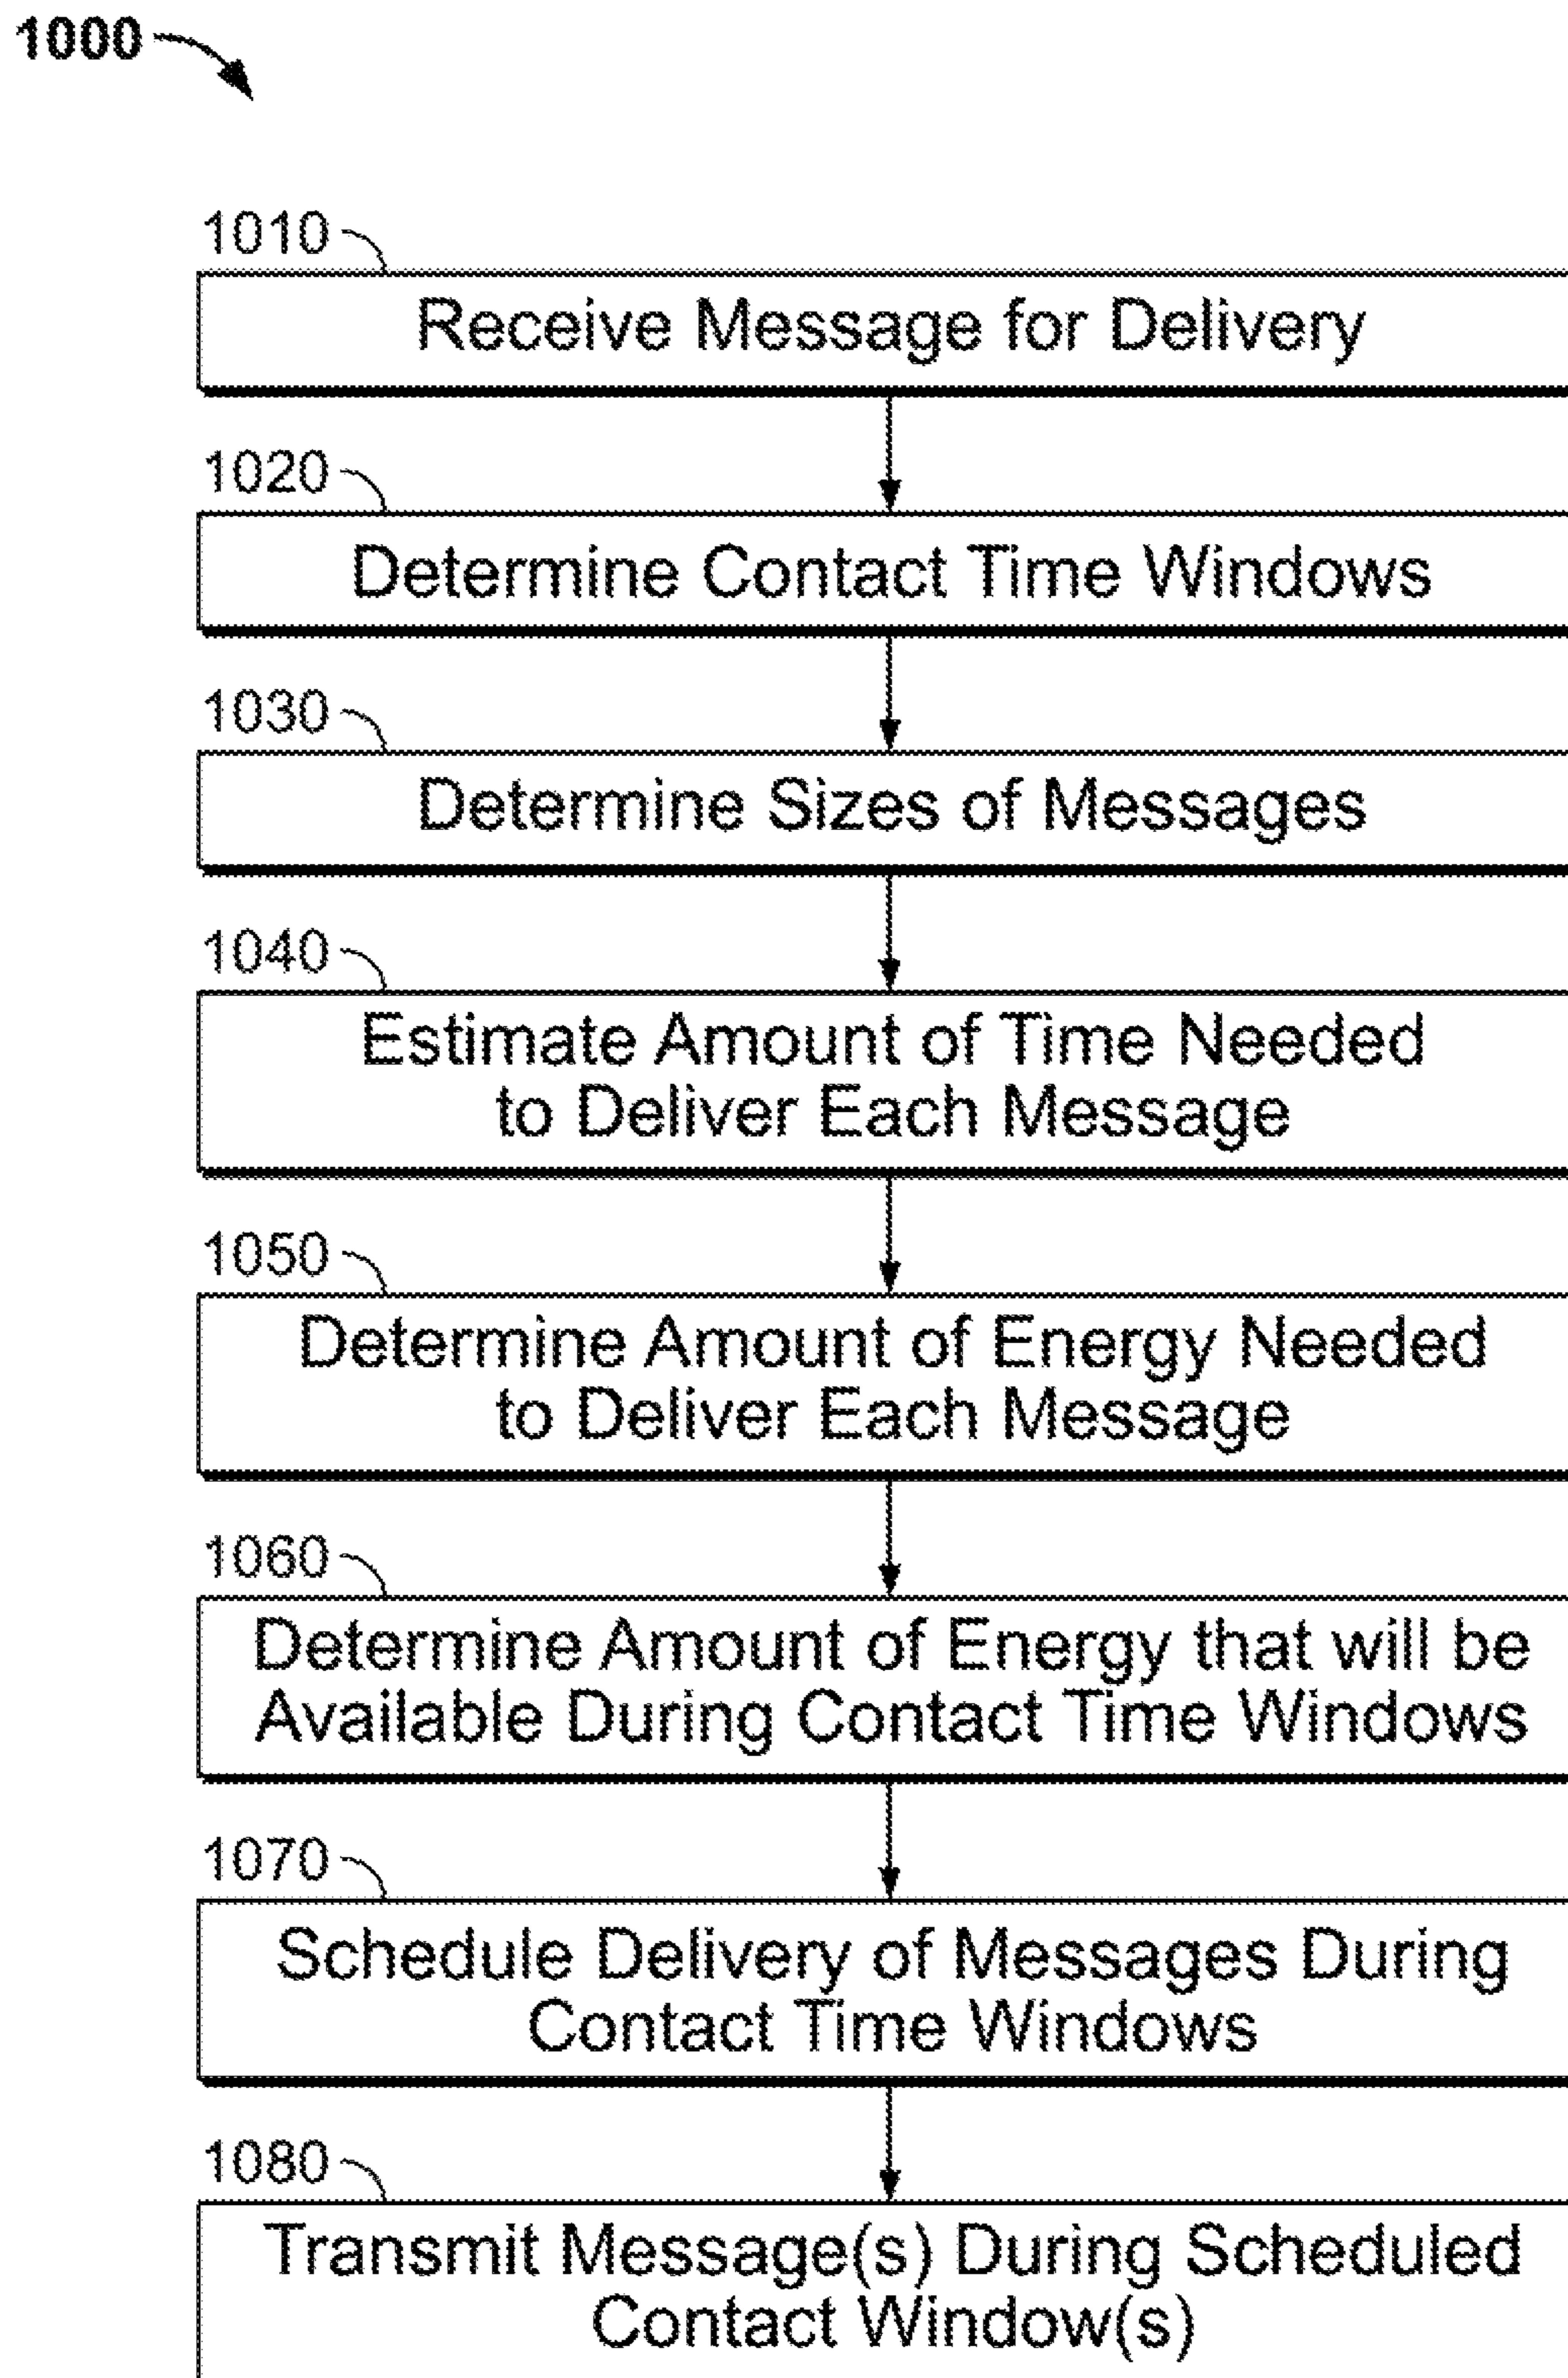 1000
1010
Receive Message for Delivery
1020
Determine Contact Time Windows
1030
Determine Sizes of Messages
1040
Estimate Amount of Time Needed
to Deliver Each Message
1050
Determine Amount of Energy Needed
to Deliver Each Message
1060
Determine Amount of Energy that will be
Available During Contact Time Windows
1070
Schedule Delivery of Messages During
Contact Time Windows
1080
Transmit Message(s) During Scheduled
Contact Window(s)